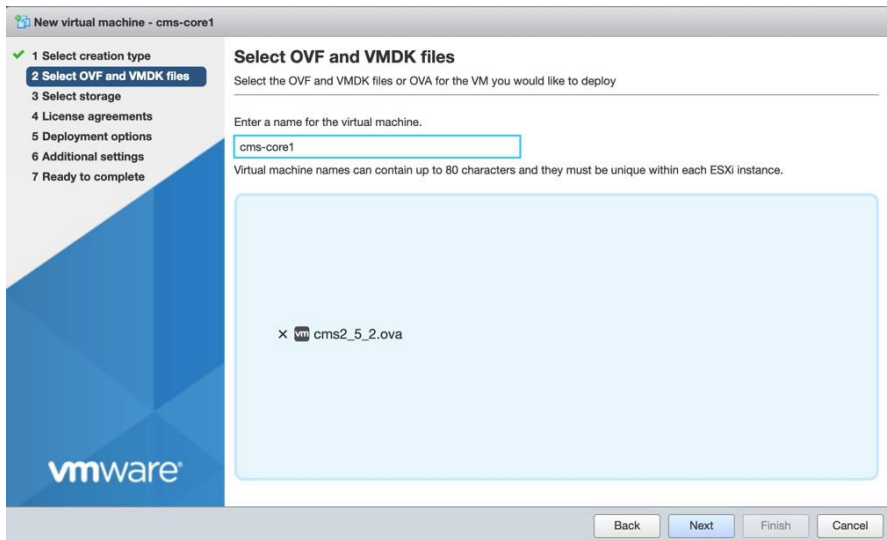 New virtual machine - cms-core1
1 Select creation type
2 Select OVF and VMDK files
3 Select storage
4 License agreements
5 Deployment options
6 Additional settings
7 Ready to complete
vmware®
Select OVF and VMDK files
Select the OVF and VMDK files or OVA for the VM you would like to deploy
Enter a name for the virtual machine.
cms-core1
Virtual machine names can contain up to 80 characters and they must be unique within each ESXi instance.
× vm cms2_5_2.ova
Back Next Finish Cancel